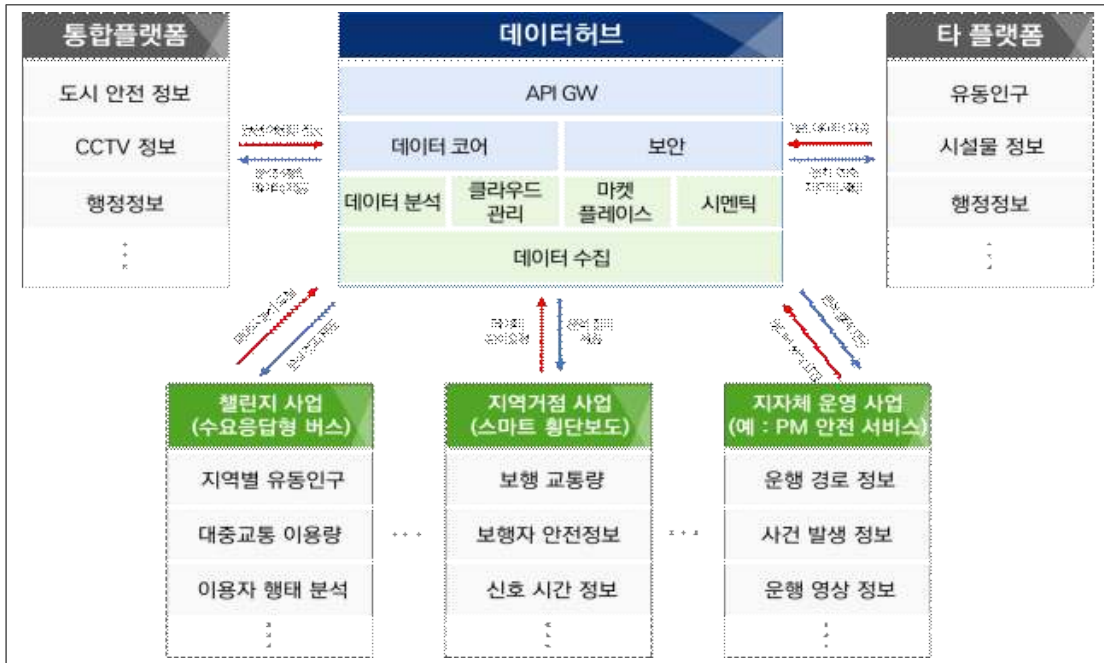 통합플랫폼
도시 안전 정보
CCTV 정보
행정정보
데이터허브
API GW
데이터 코어
보안
데이터 분석
클라우드
관리
마켓
플레이스
시멘틱
데이터 수집
타 플랫폼
유동인구
시설물 정보
행정정보
챌린지 사업
(수요응답형 버스)
지역별 유동인구
대중교통 이용량
이용자 행태 분석
지역거점 사업
(스마트 횡단보도)
보행 교통량
보행자 안전정보
신호 시간 정보
지자체 운영 사업
(예 : PM 안전 서비스)
운행 경로 정보
사건 발생 정보
운행 영상 정보